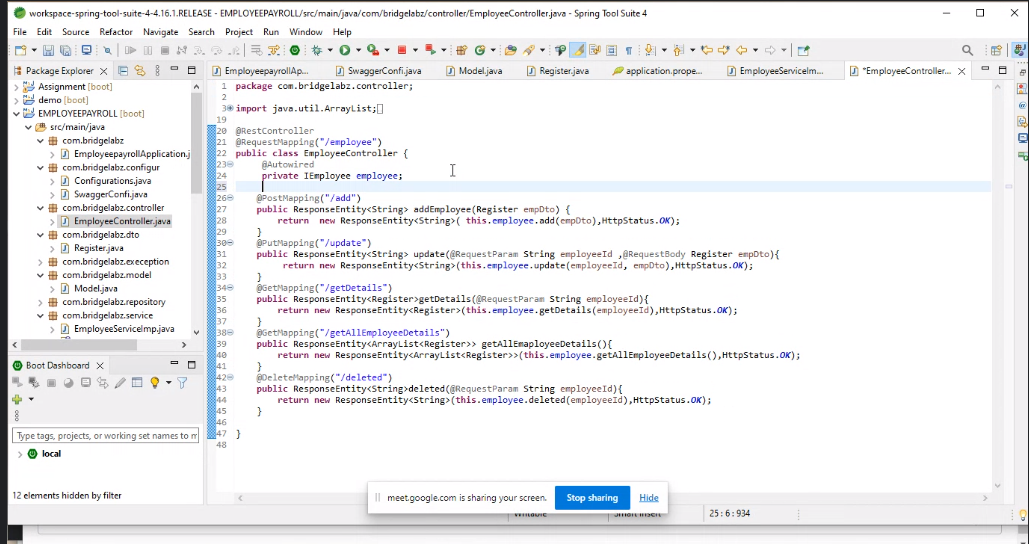 workspace-spring-tool-suite-4-4.16.1.RELEASE - EMPLOYEEPAYROLL/src/main/java/com/bridgelabz/controller/EmployeeController.java - Spring Tool Suite 4
File Edit Source Refactor Navigate Search Project Run Window Help
Package Explorer
EmployeepayrollAp...
SwaggerConfi.java
Model.java
Register.java
application.prope...
EmployeeServiceIm...
*EmployeeController...
Assignment [boot]
demo [boot]
EMPLOYEEPAYROLL [boot]
src/main/java
com.bridgelabz
EmployeepayrollApplication.j
com.bridgelabz.configur
Configurations.java
SwaggerConfi.java
com.bridgelabz.controller
EmployeeController.java
com.bridgelabz.dto
Register.java
com.bridgelabz.exeception
com.bridgelabz.model
Model.java
com.bridgelabz.repository
com.bridgelabz.service
EmployeeServiceImp.java
Boot Dashboard
Type tags, projects, or working set names to m
local
12 elements hidden by filter
1 package com.bridgelabz.controller;
2
3 import java.util.ArrayList;
20 @RestController
21 @RequestMapping("/employee")
22 public class EmployeeController {
23 @Autowired
24 private IEmployee employee;
25
26 @PostMapping("/add")
27 public ResponseEntity<String> addEmployee(Register empDto) {
28 return new ResponseEntity<String>( this.employee.add(empDto),HttpStatus.OK);
29 }
30 @PutMapping("/update")
31 public ResponseEntity<String> update(@RequestParam String employeeId ,@RequestBody Register empDto){
32 return new ResponseEntity<String>(this.employee.update(employeeId, empDto),HttpStatus.OK);
33 }
34 @GetMapping("/getDetails")
35 public ResponseEntity<Register>getDetails(@RequestParam String employeeId){
36 return new ResponseEntity<Register>(this.employee.getDetails(employeeId),HttpStatus.OK);
37 }
38 @GetMapping("/getAllEmployeeDetails")
39 public ResponseEntity<ArrayList<Register>> getAllEmaployeeDetails(){
40 return new ResponseEntity<ArrayList<Register>>(this.employee.getAllEmployeeDetails(),HttpStatus.OK);
41 }
42 @DeleteMapping("/deleted")
43 public ResponseEntity<String>deleted(@RequestParam String employeeId){
44 return new ResponseEntity<String>(this.employee.deleted(employeeId),HttpStatus.OK);
45 }
46
47 }
48
meet.google.com is sharing your screen.
Stop sharing
Hide
Writable
Smart Insert
25 : 6 : 934